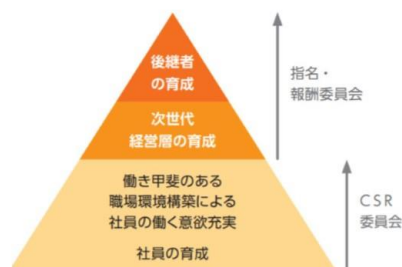 後継者
の育成
指名・
報酬委員会
次世代
経営層の育成
働き甲斐のある
職場環境構築による
社員の働く意欲充実
社員の育成
CSR
委員会